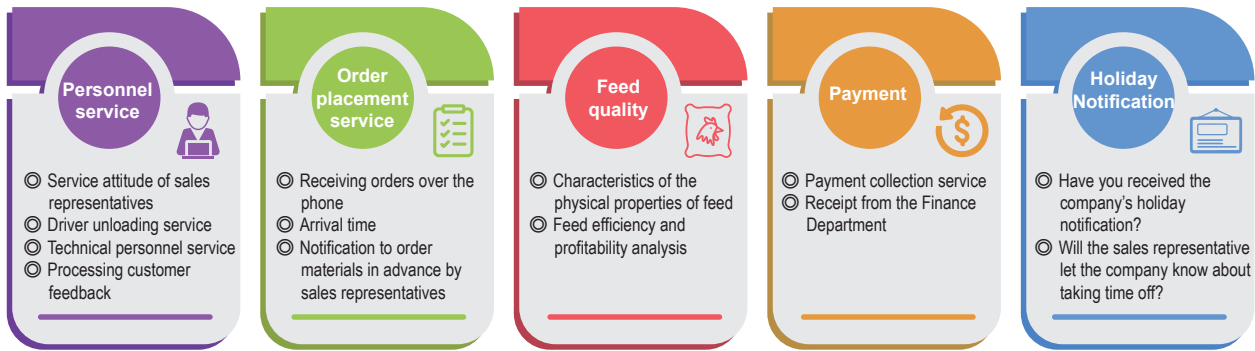 Personnel
service
◎ Service attitude of sales
representatives
◎ Driver unloading service
◎ Technical personnel service
◎ Processing customer
feedback
Order
placement
service
◎ Receiving orders over the
phone
◎ Arrival time
◎ Notification to order
materials in advance by
sales representatives
Feed
quality
◎ Characteristics of the
physical properties of feed
◎ Feed efficiency and
profitability analysis
Payment
◎ Payment collection service
◎ Receipt from the Finance
Department
Holiday
Notification
◎ Have you received the
company's holiday
notification?
◎ Will the sales representative
let the company know about
taking time off?